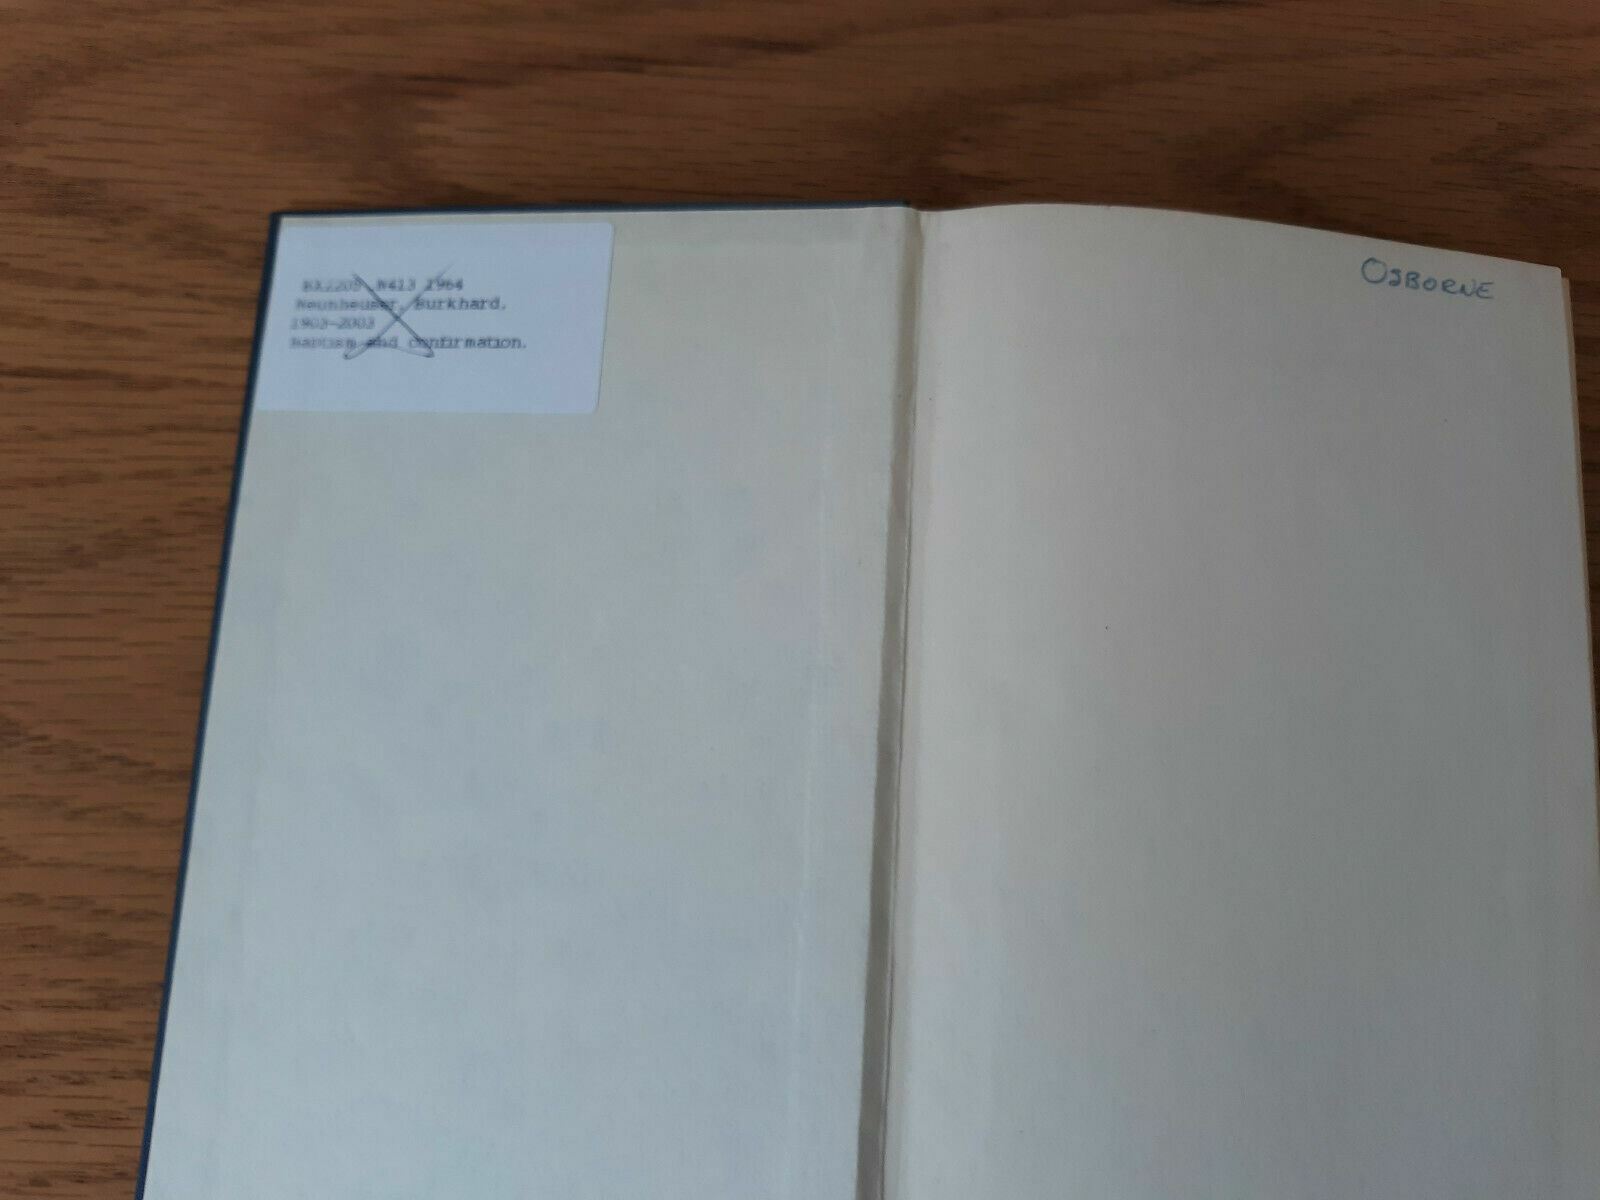 BX2205 .N413 1964
Neunheuser, Burkhard,
1903-2003
Baptism and confirmation.
OSBORNE